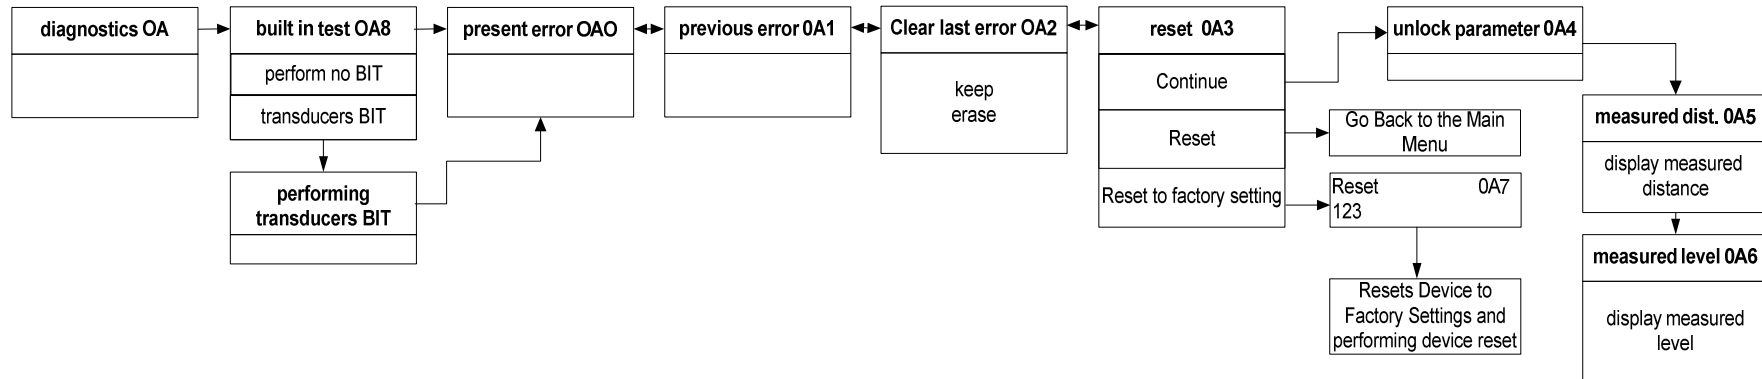 diagnostics OA
built in test OA8
perform no BIT
transducers BIT
performing
transducers BIT
present error OAO
previous error 0A1
Clear last error OA2
keep
erase
reset 0A3
Continue
Reset
Reset to factory setting
unlock parameter 0A4
Go Back to the Main
Menu
Reset 0A7
123
Resets Device to
Factory Settings and
performing device reset
measured dist. 0A5
display measured
distance
measured level 0A6
display measured
level